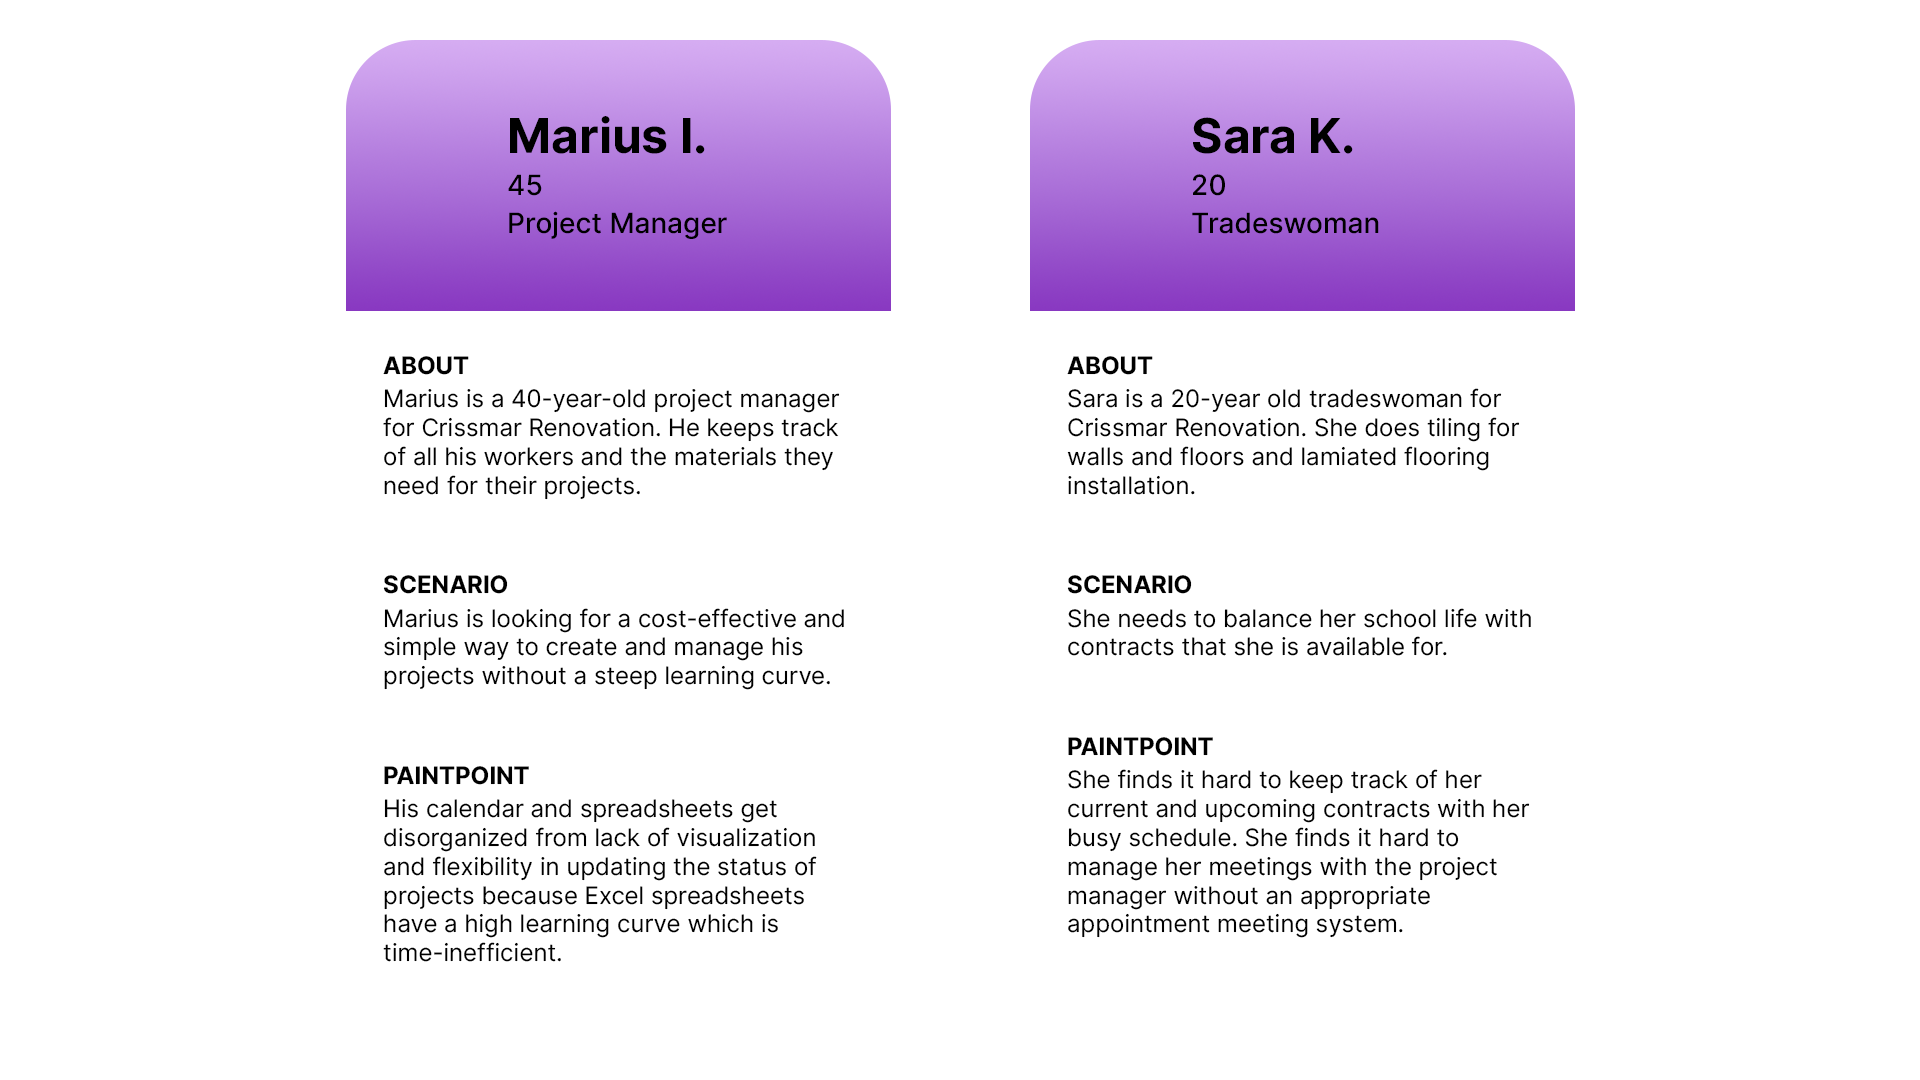 Marius I.
45
Project Manager
ABOUT
Marius is a 40-year-old project manager
for Crissmar Renovation. He keeps track
of all his workers and the materials they
need for their projects.
SCENARIO
Marius is looking for a cost-effective and
simple way to create and manage his
projects without a steep learning curve.
PAINTPOINT
His calendar and spreadsheets get
disorganized from lack of visualization
and flexibility in updating the status of
projects because Excel spreadsheets
have a high learning curve which is
time-inefficient.
Sara K.
20
Tradeswoman
ABOUT
Sara is a 20-year old tradeswoman for
Crissmar Renovation. She does tiling for
walls and floors and lamiated flooring
installation.
SCENARIO
She needs to balance her school life with
contracts that she is available for.
PAINTPOINT
She finds it hard to keep track of her
current and upcoming contracts with her
busy schedule. She finds it hard to
manage her meetings with the project
manager without an appropriate
appointment meeting system.